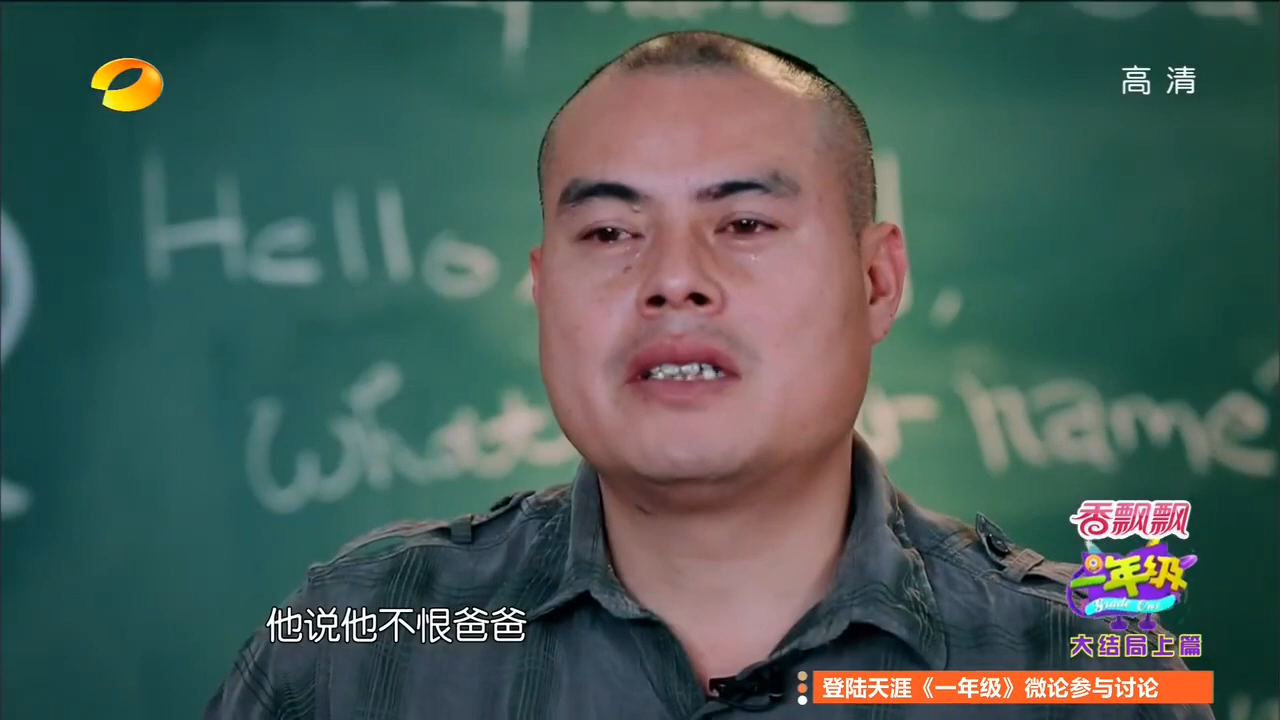 高清
Hello,
What
name
他说他不恨爸爸
香飘飘
一年级
Grade One
大结局上篇
登陆天涯《一年级》微论参与讨论